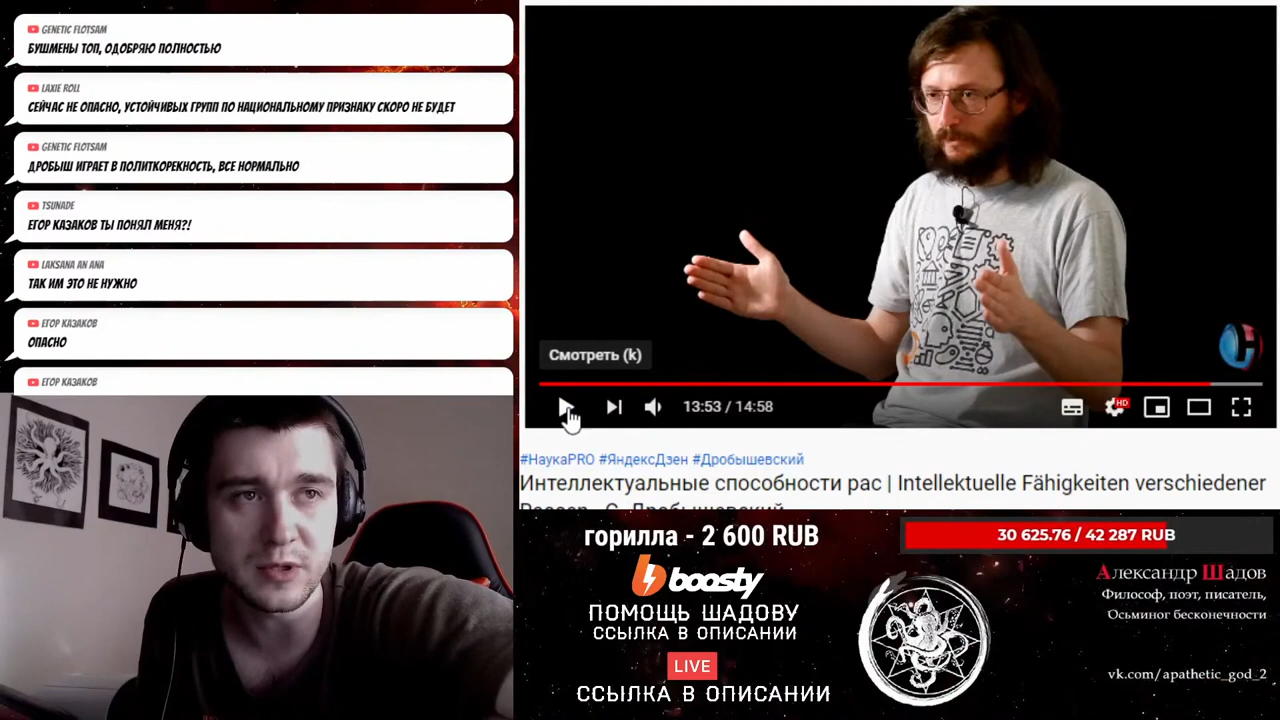 GENETIC FLOTSAM
БУШМЕНЫ ТОП, ОДОБРЯЮ ПОЛНОСТЬЮ
LAXIE ROLL
СЕЙЧАС НЕ ОПАСНО, УСТОЙЧИВЫХ ГРУПП ПО НАЦИОНАЛЬНОМУ ПРИЗНАКУ СКОРО НЕ БУДЕТ
GENETIC FLOTSAM
ДРОБЫШ ИГРАЕТ В ПОЛИТКОРЕКНОСТЬ, ВСЕ НОРМАЛЬНО
TSUNADE
ЕГОР КАЗАКОВ ТЫ ПОНЯЛ МЕНЯ?!
LAKSANA AN ANA
ТАК ИМ ЭТО НЕ НУЖНО
ЕГОР КАЗАКОВ
ОПАСНО
ЕГОР КАЗАКОВ
Смотреть (k)
13:53 / 14:58
HD
#НаукаPRO #ЯндексДзен #Дробышевский
Интеллектуальные способности рас | Intellektuelle Fähigkeiten verschiedener
Rassen - С. Дробышевский
горилла - 2 600 RUB
boosty
ПОМОЩЬ ШАДОВУ
ССЫЛКА В ОПИСАНИИ
LIVE
ССЫЛКА В ОПИСАНИИ
30 625.76 / 42 287 RUB
Александр Шадов
Философ, поэт, писатель,
Осьминог бесконечности
vk.com/apathetic_god_2